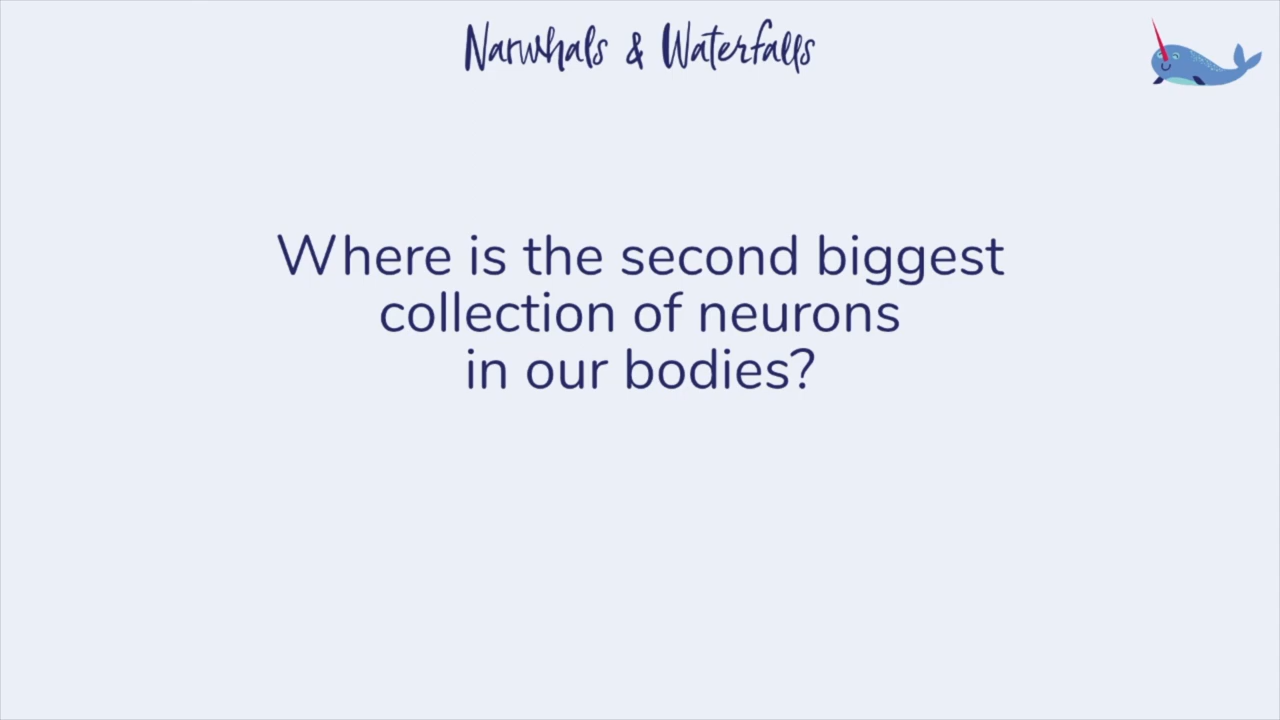 Narwhals & Waterfalls
Where is the second biggest
collection of neurons
in our bodies?